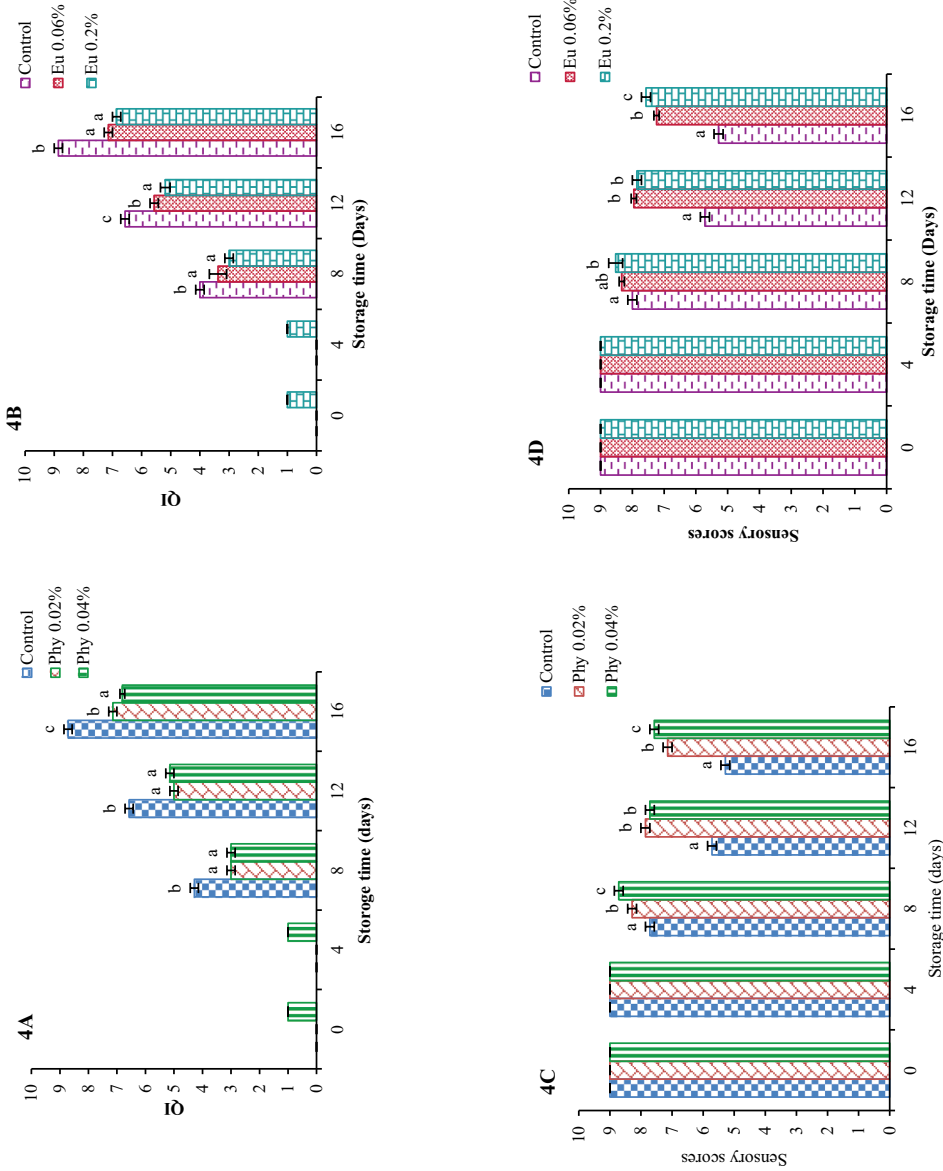 4A
10
9
8
7
6
5
4
3
2
1
0
QI
b
a
a
b
a
a
c
b
a
0
4
8
12
16
Storoge time (days)
Control
Phy 0.02%
Phy 0.04%
4B
10
9
8
7
6
5
4
3
2
1
0
QI
b
a
a
c
b
a
b
a
a
0
4
8
12
16
Storage time (Days)
Control
Eu 0.06%
Eu 0.2%
4C
10
9
8
7
6
5
4
3
2
1
0
Sensory scores
a
b
c
a
b
b
a
b
c
0
4
8
12
16
Storage time (days)
Control
Phy 0.02%
Phy 0.04%
4D
10
9
8
7
6
5
4
3
2
1
0
Sensory scores
a
ab
b
a
b
b
a
b
c
0
4
8
12
16
Storage time (Days)
Control
Eu 0.06%
Eu 0.2%